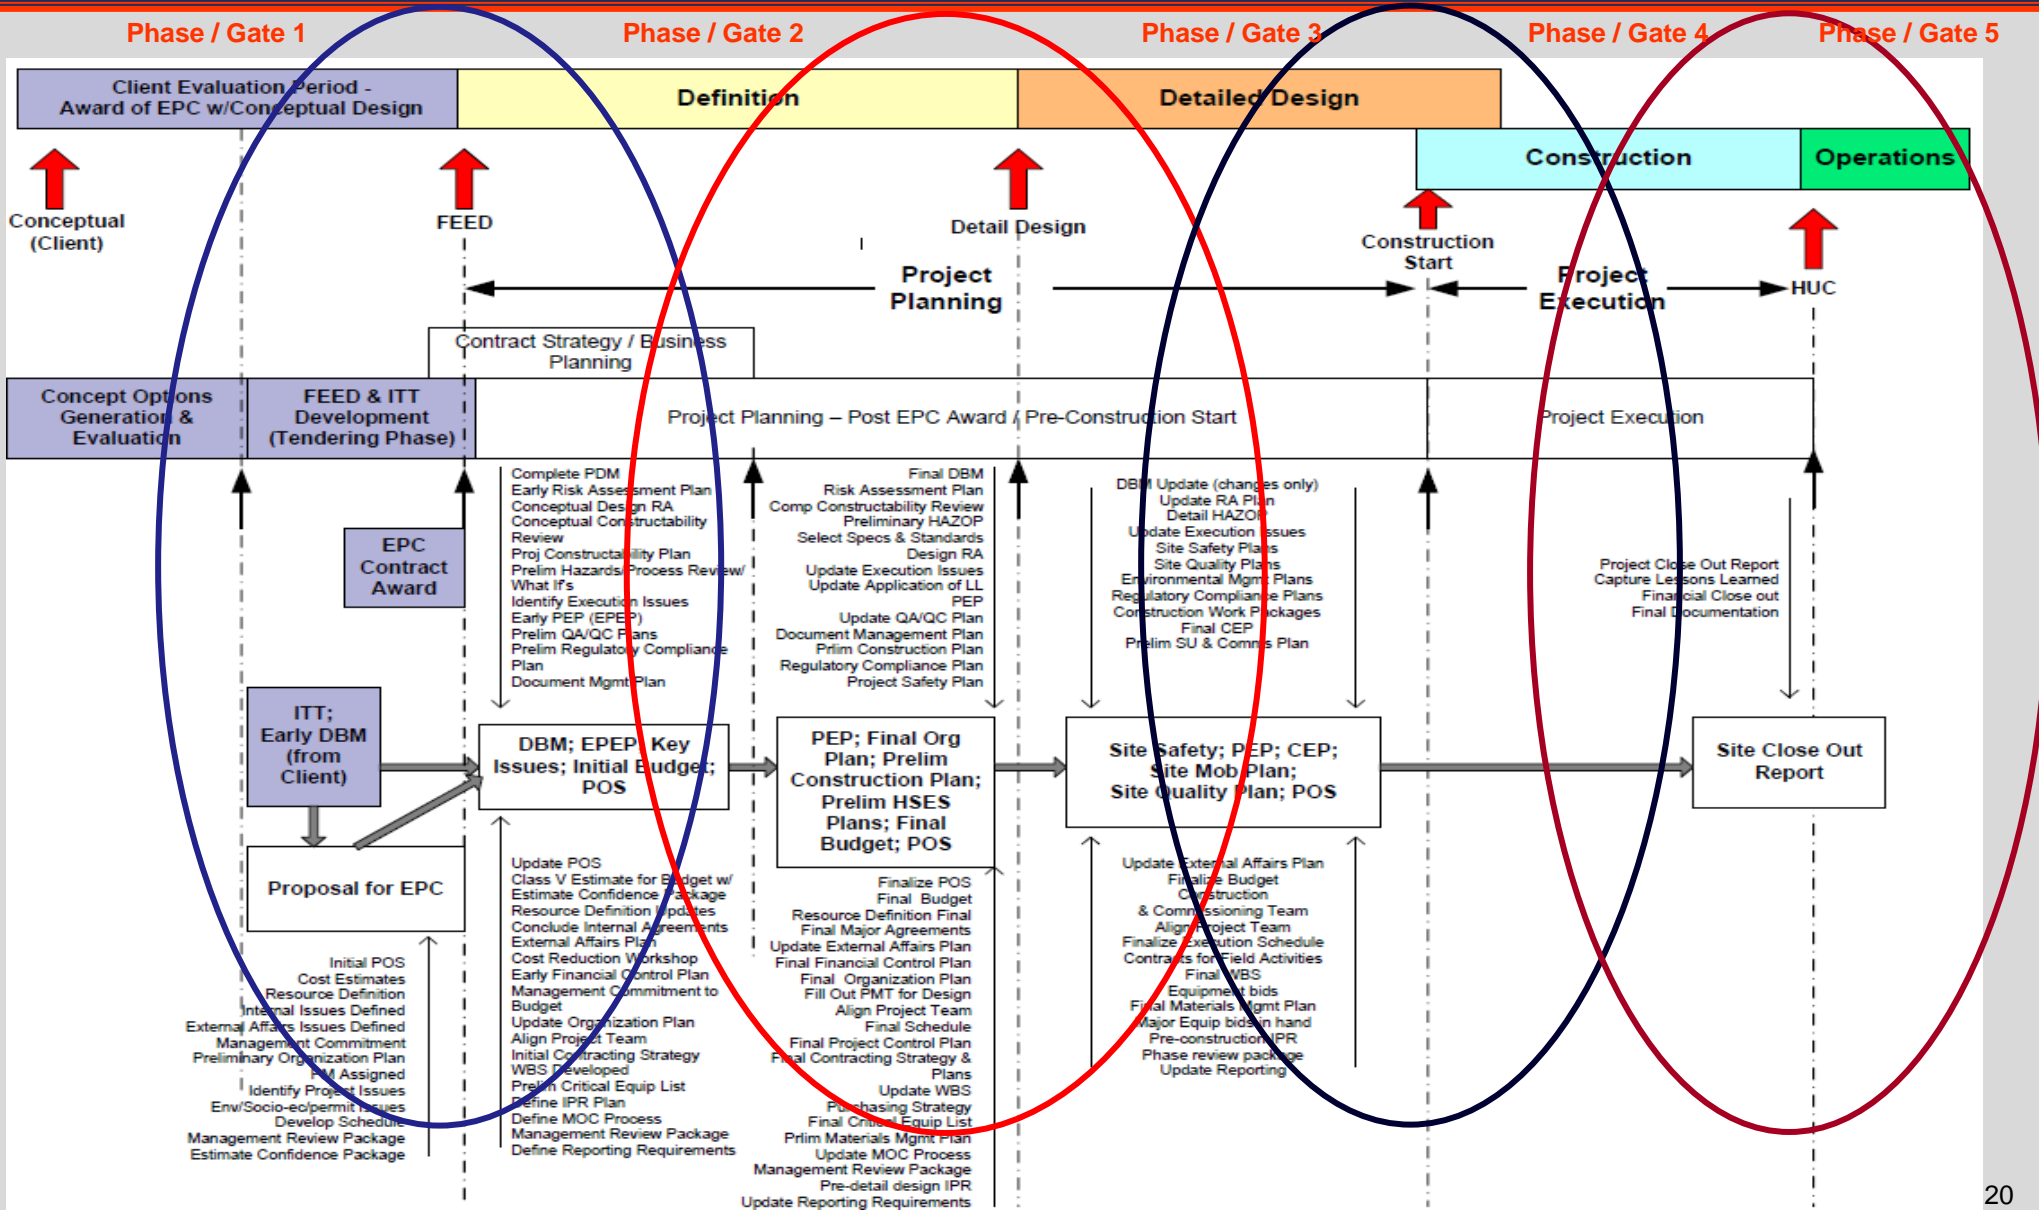 Phase / Gate 1
Phase / Gate 2
Phase / Gate 3
Phase / Gate 4
Phase / Gate 5
Client Evaluation Period -
Award of EPC w/Conceptual Design
Definition
Detailed Design
Construction
Operations
Conceptual
(Client)
FEED
Detail Design
Construction
Start
HUC
Project
Planning
Project
Execution
Contract Strategy / Business
Planning
Concept Options
Generation &
Evaluation
FEED & ITT
Development
(Tendering Phase)
Project Planning – Post EPC Award / Pre-Construction Start
Project Execution
EPC
Contract
Award
Complete PDM
Early Risk Assessment Plan
Conceptual Design RA
Conceptual Constructability
Review
Proj Constructability Plan
Prelim Hazards/Process Review/
What If's
Identify Execution Issues
Early PEP (EPEP)
Prelim QA/QC Plans
Prelim Regulatory Compliance
Plan
Document Mgmt Plan
Final DBM
Risk Assessment Plan
Comp Constructability Review
Preliminary HAZOP
Select Specs & Standards
Design RA
Update Execution Issues
Update Application of LL
PEP
Update QA/QC Plan
Document Management Plan
Prlim Construction Plan
Regulatory Compliance Plan
Project Safety Plan
DBM Update (changes only)
Update RA Plan
Detail HAZOP
Update Execution Issues
Site Safety Plans
Site Quality Plans
Environmental Mgmt Plans
Regulatory Compliance Plans
Construction Work Packages
Final CEP
Prelim SU & Comms Plan
Project Close Out Report
Capture Lessons Learned
Financial Close out
Final Documentation
ITT;
Early DBM
(from
Client)
DBM; EPEP; Key
Issues; Initial Budget;
POS
PEP; Final Org
Plan; Prelim
Construction Plan;
Prelim HSES
Plans; Final
Budget; POS
Site Safety; PEP; CEP;
Site Mob Plan;
Site Quality Plan; POS
Site Close Out
Report
Proposal for EPC
Initial POS
Cost Estimates
Resource Definition
Internal Issues Defined
External Affairs Issues Defined
Management Commitment
Preliminary Organization Plan
PM Assigned
Identify Project Issues
Env/Socio-ec/permit Issues
Develop Schedule
Management Review Package
Estimate Confidence Package
Update POS
Class V Estimate for Budget w/
Estimate Confidence Package
Resource Definition Updates
Conclude Internal Agreements
External Affairs Plan
Cost Reduction Workshop
Early Financial Control Plan
Management Commitment to
Budget
Update Organization Plan
Align Project Team
Initial Contracting Strategy
WBS Developed
Prelim Critical Equip List
Define IPR Plan
Define MOC Process
Management Review Package
Define Reporting Requirements
Finalize POS
Final Budget
Resource Definition Final
Final Major Agreements
Update External Affairs Plan
Final Financial Control Plan
Final Organization Plan
Fill Out PMT for Design
Align Project Team
Final Schedule
Final Project Control Plan
Final Contracting Strategy &
Plans
Update WBS
Purchasing Strategy
Final Critical Equip List
Prlim Materials Mgmt Plan
Update MOC Process
Management Review Package
Pre-detail design IPR
Update Reporting Requirements
Update External Affairs Plan
Finalize Budget
Construction
& Commissioning Team
Align Project Team
Finalize Execution Schedule
Contracts for Field Activities
Final WBS
Equipment bids
Final Materials Mgmt Plan
Major Equip bids in hand
Pre-construction IPR
Phase review package
Update Reporting
20